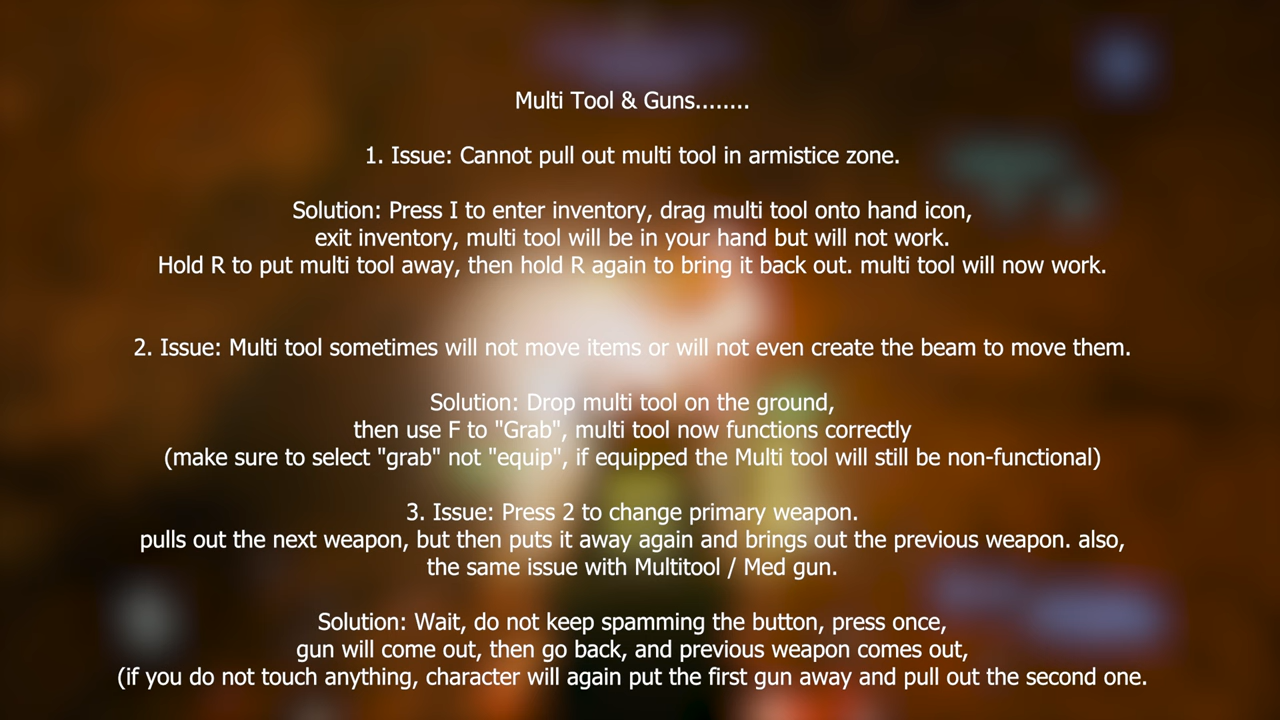 Multi Tool & Guns........
1. Issue: Cannot pull out multi tool in armistice zone.
Solution: Press I to enter inventory, drag multi tool onto hand icon,
exit inventory, multi tool will be in your hand but will not work.
Hold R to put multi tool away, then hold R again to bring it back out. multi tool will now work.
2. Issue: Multi tool sometimes will not move items or will not even create the beam to move them.
Solution: Drop multi tool on the ground,
then use F to "Grab", multi tool now functions correctly
(make sure to select "grab" not "equip", if equipped the Multi tool will still be non-functional)
3. Issue: Press 2 to change primary weapon.
pulls out the next weapon, but then puts it away again and brings out the previous weapon. also,
the same issue with Multitool / Med gun.
Solution: Wait, do not keep spamming the button, press once,
gun will come out, then go back, and previous weapon comes out,
(if you do not touch anything, character will again put the first gun away and pull out the second one.